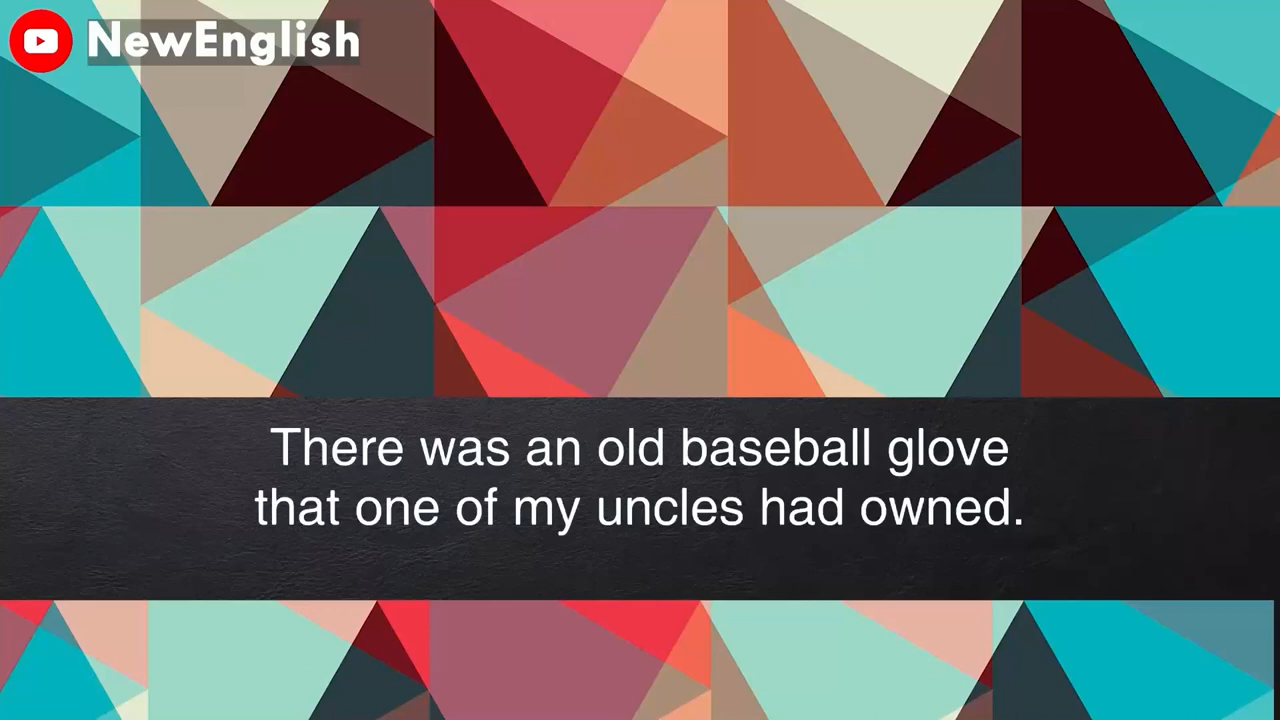 NewEnglish
There was an old baseball glove
that one of my uncles had owned.